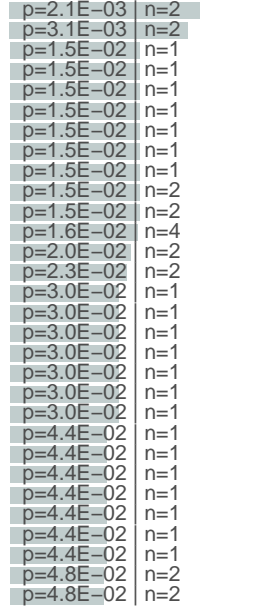 p=2.1E−03 | n=2
p=3.1E−03 | n=2
p=1.5E−02 | n=1
p=1.5E−02 | n=1
p=1.5E−02 | n=1
p=1.5E−02 | n=1
p=1.5E−02 | n=1
p=1.5E−02 | n=1
p=1.5E−02 | n=1
p=1.5E−02 | n=2
p=1.5E−02 | n=2
p=1.6E−02 | n=4
p=2.0E−02 | n=2
p=2.3E−02 | n=2
p=3.0E−02 | n=1
p=3.0E−02 | n=1
p=3.0E−02 | n=1
p=3.0E−02 | n=1
p=3.0E−02 | n=1
p=3.0E−02 | n=1
p=3.0E−02 | n=1
p=4.4E−02 | n=1
p=4.4E−02 | n=1
p=4.4E−02 | n=1
p=4.4E−02 | n=1
p=4.4E−02 | n=1
p=4.4E−02 | n=1
p=4.4E−02 | n=1
p=4.8E−02 | n=2
p=4.8E−02 | n=2